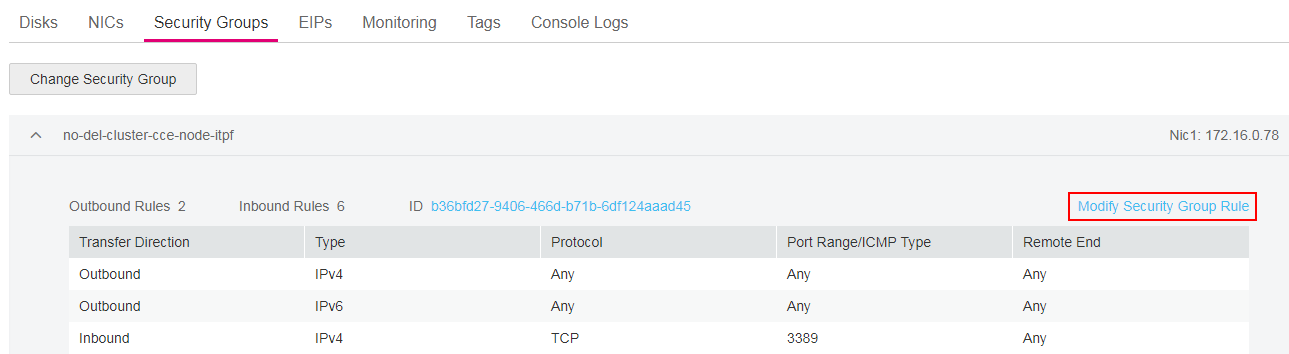 Disks NICs Security Groups EIPs Monitoring Tags Console Logs
Change Security Group
no-del-cluster-cce-node-itpf Nic1: 172.16.0.78
Outbound Rules 2 Inbound Rules 6 ID b36bfd27-9406-466d-b71b-6df124aaad45 Modify Security Group Rule
Transfer Direction Type Protocol Port Range/ICMP Type Remote End
Outbound IPv4 Any Any Any
Outbound IPv6 Any Any Any
Inbound IPv4 TCP 3389 Any